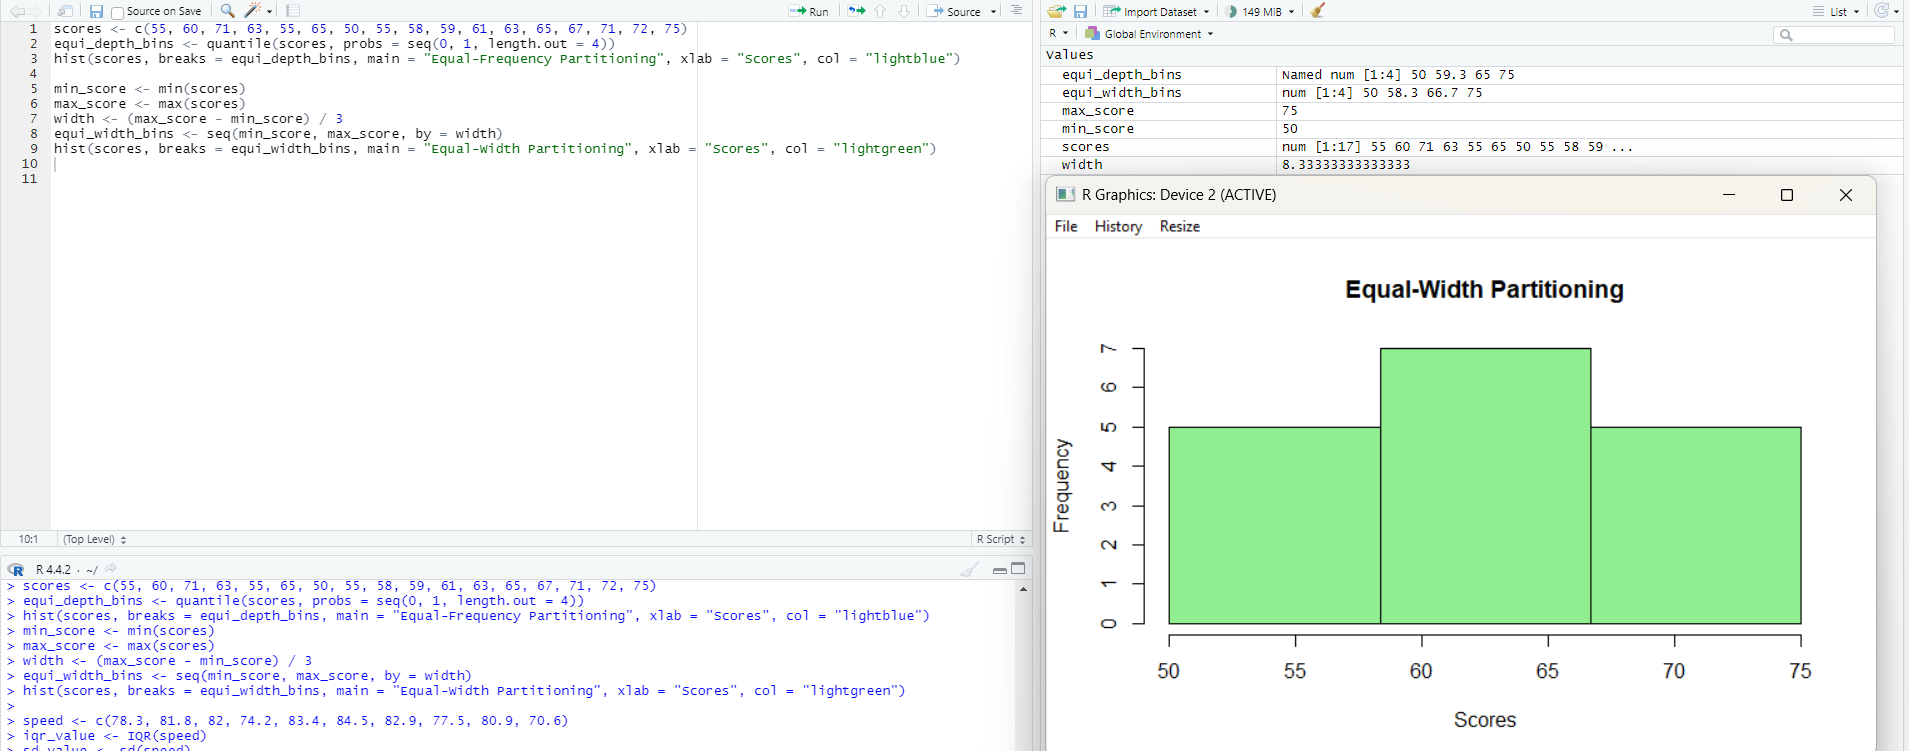 Source on Save
Run
Source
1 scores <- c(55, 60, 71, 63, 55, 65, 50, 55, 58, 59, 61, 63, 65, 67, 71, 72, 75)
2 equi_depth_bins <- quantile(scores, probs = seq(0, 1, length.out = 4))
3 hist(scores, breaks = equi_depth_bins, main = "Equal-Frequency Partitioning", xlab = "Scores", col = "lightblue")
4
5 min_score <- min(scores)
6 max_score <- max(scores)
7 width <- (max_score - min_score) / 3
8 equi_width_bins <- seq(min_score, max_score, by = width)
9 hist(scores, breaks = equi_width_bins, main = "Equal-Width Partitioning", xlab = "Scores", col = "lightgreen")
10
11
10:1 (Top Level) R Script
R R 4.4.2 · ~/
> scores <- c(55, 60, 71, 63, 55, 65, 50, 55, 58, 59, 61, 63, 65, 67, 71, 72, 75)
> equi_depth_bins <- quantile(scores, probs = seq(0, 1, length.out = 4))
> hist(scores, breaks = equi_depth_bins, main = "Equal-Frequency Partitioning", xlab = "Scores", col = "lightblue")
> min_score <- min(scores)
> max_score <- max(scores)
> width <- (max_score - min_score) / 3
> equi_width_bins <- seq(min_score, max_score, by = width)
> hist(scores, breaks = equi_width_bins, main = "Equal-Width Partitioning", xlab = "Scores", col = "lightgreen")
>
> speed <- c(78.3, 81.8, 82, 74.2, 83.4, 84.5, 82.9, 77.5, 80.9, 70.6)
> iqr_value <- IQR(speed)
> sd_value <- sd(speed)
Import Dataset 149 MiB List
R Global Environment
Values
equi_depth_bins Named num [1:4] 50 59.3 65 75
equi_width_bins num [1:4] 50 58.3 66.7 75
max_score 75
min_score 50
scores num [1:17] 55 60 71 63 55 65 50 55 58 59 ...
width 8.33333333333333
R Graphics: Device 2 (ACTIVE)
File History Resize
Equal-Width Partitioning
Frequency
7
6
5
4
3
2
1
0
50 55 60 65 70 75
Scores